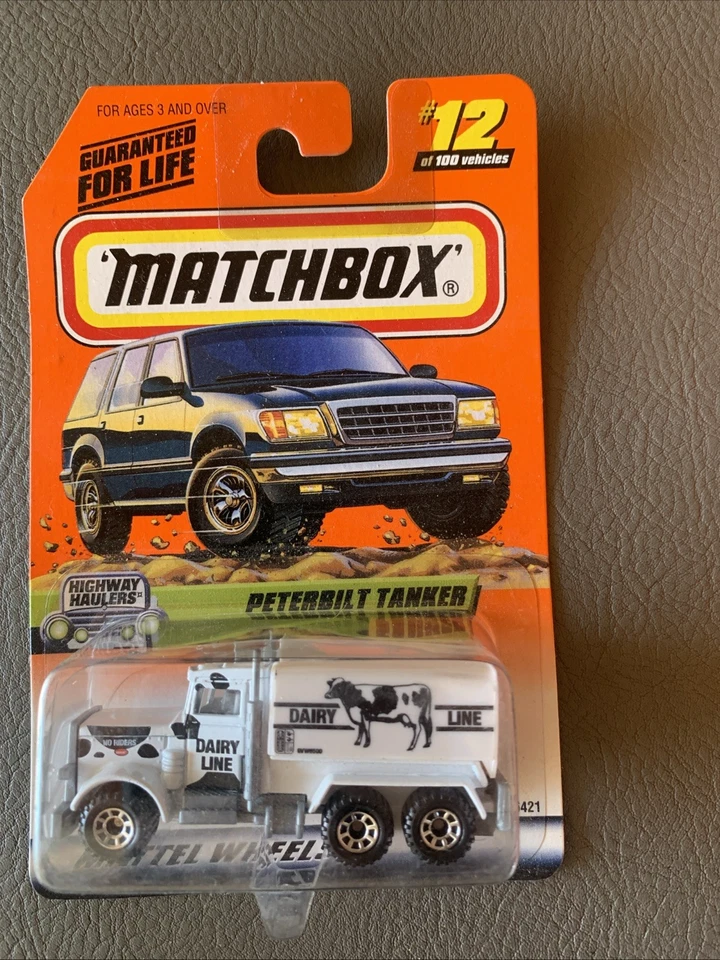 FOR AGES 3 AND OVER
GUARANTEED
FOR LIFE
#12
of 100 vehicles
'MATCHBOX'®
HIGHWAY
HAULERS
PETERBILT TANKER
NO RIDERS
DAIRY
LINE
DAIRY LINE
421
WHEELS